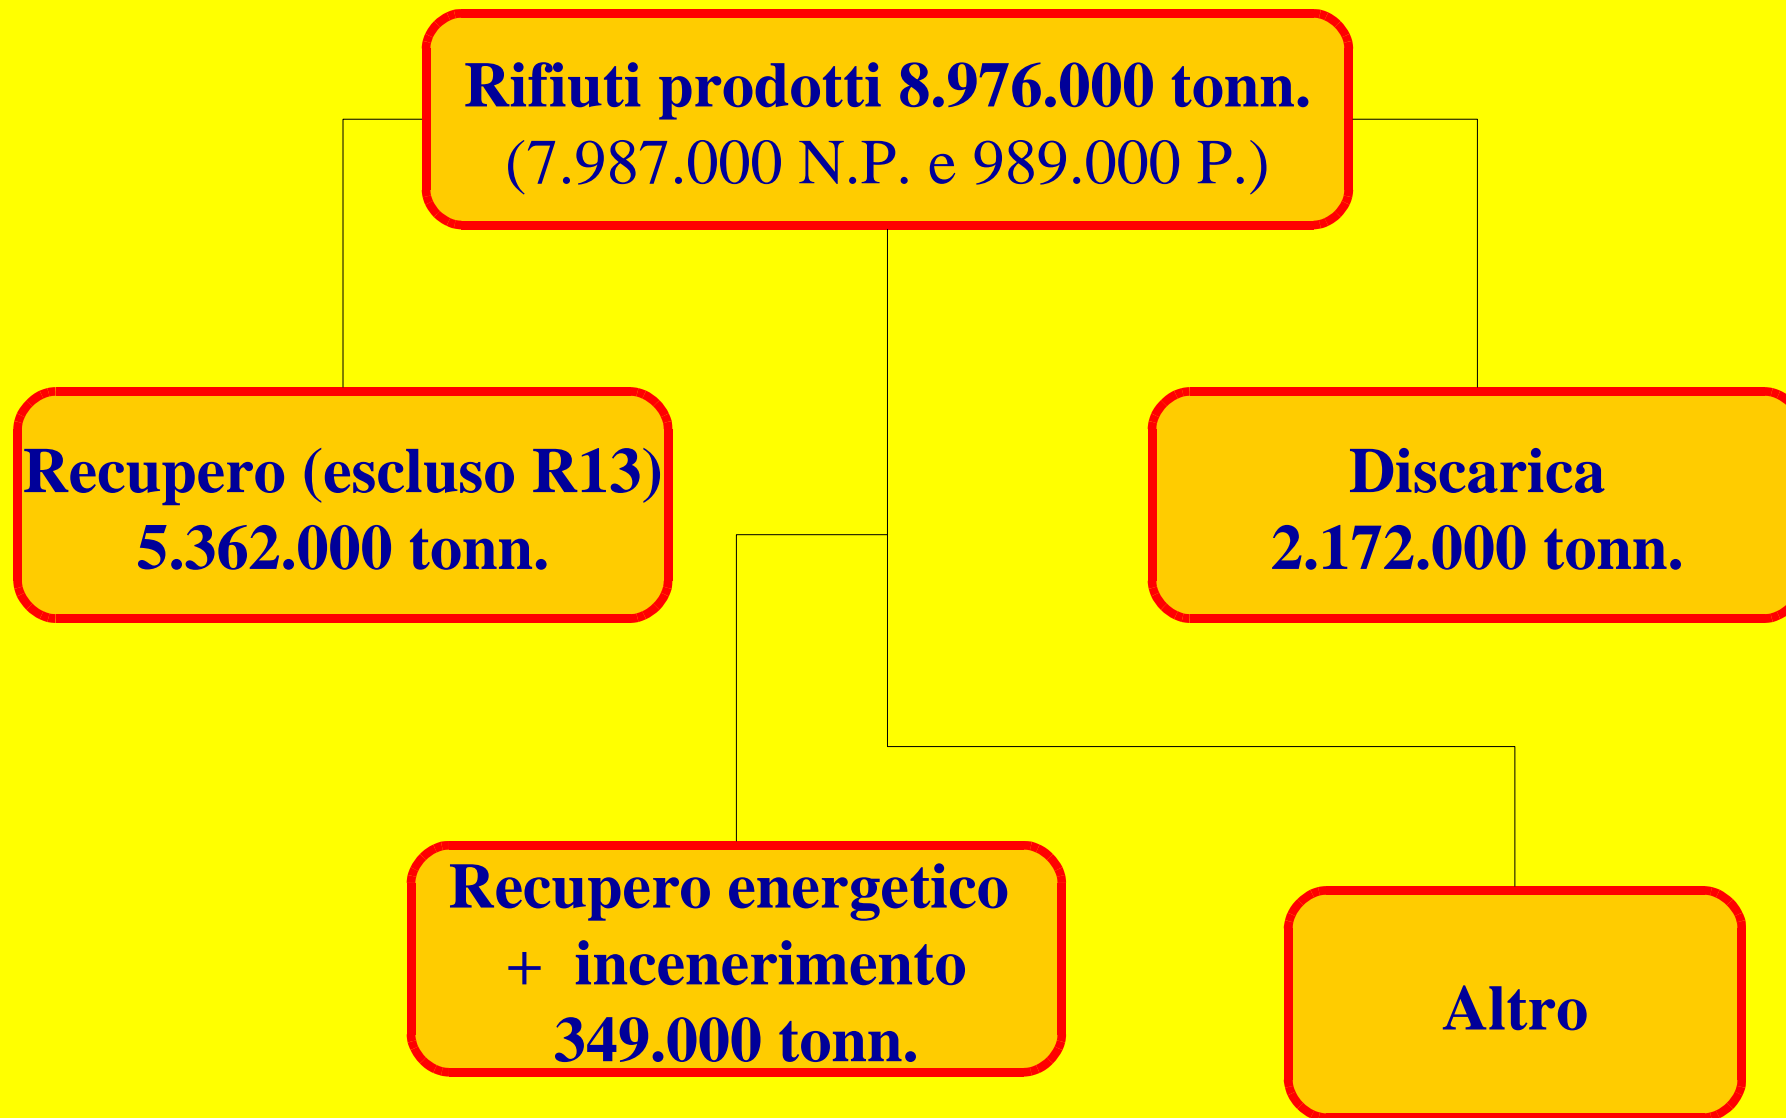 Rifiuti prodotti 8.976.000 tonn.
(7.987.000 N.P. e 989.000 P.)
Recupero (escluso R13)
5.362.000 tonn.
Discarica
2.172.000 tonn.
Recupero energetico
+ incenerimento
349.000 tonn.
Altro